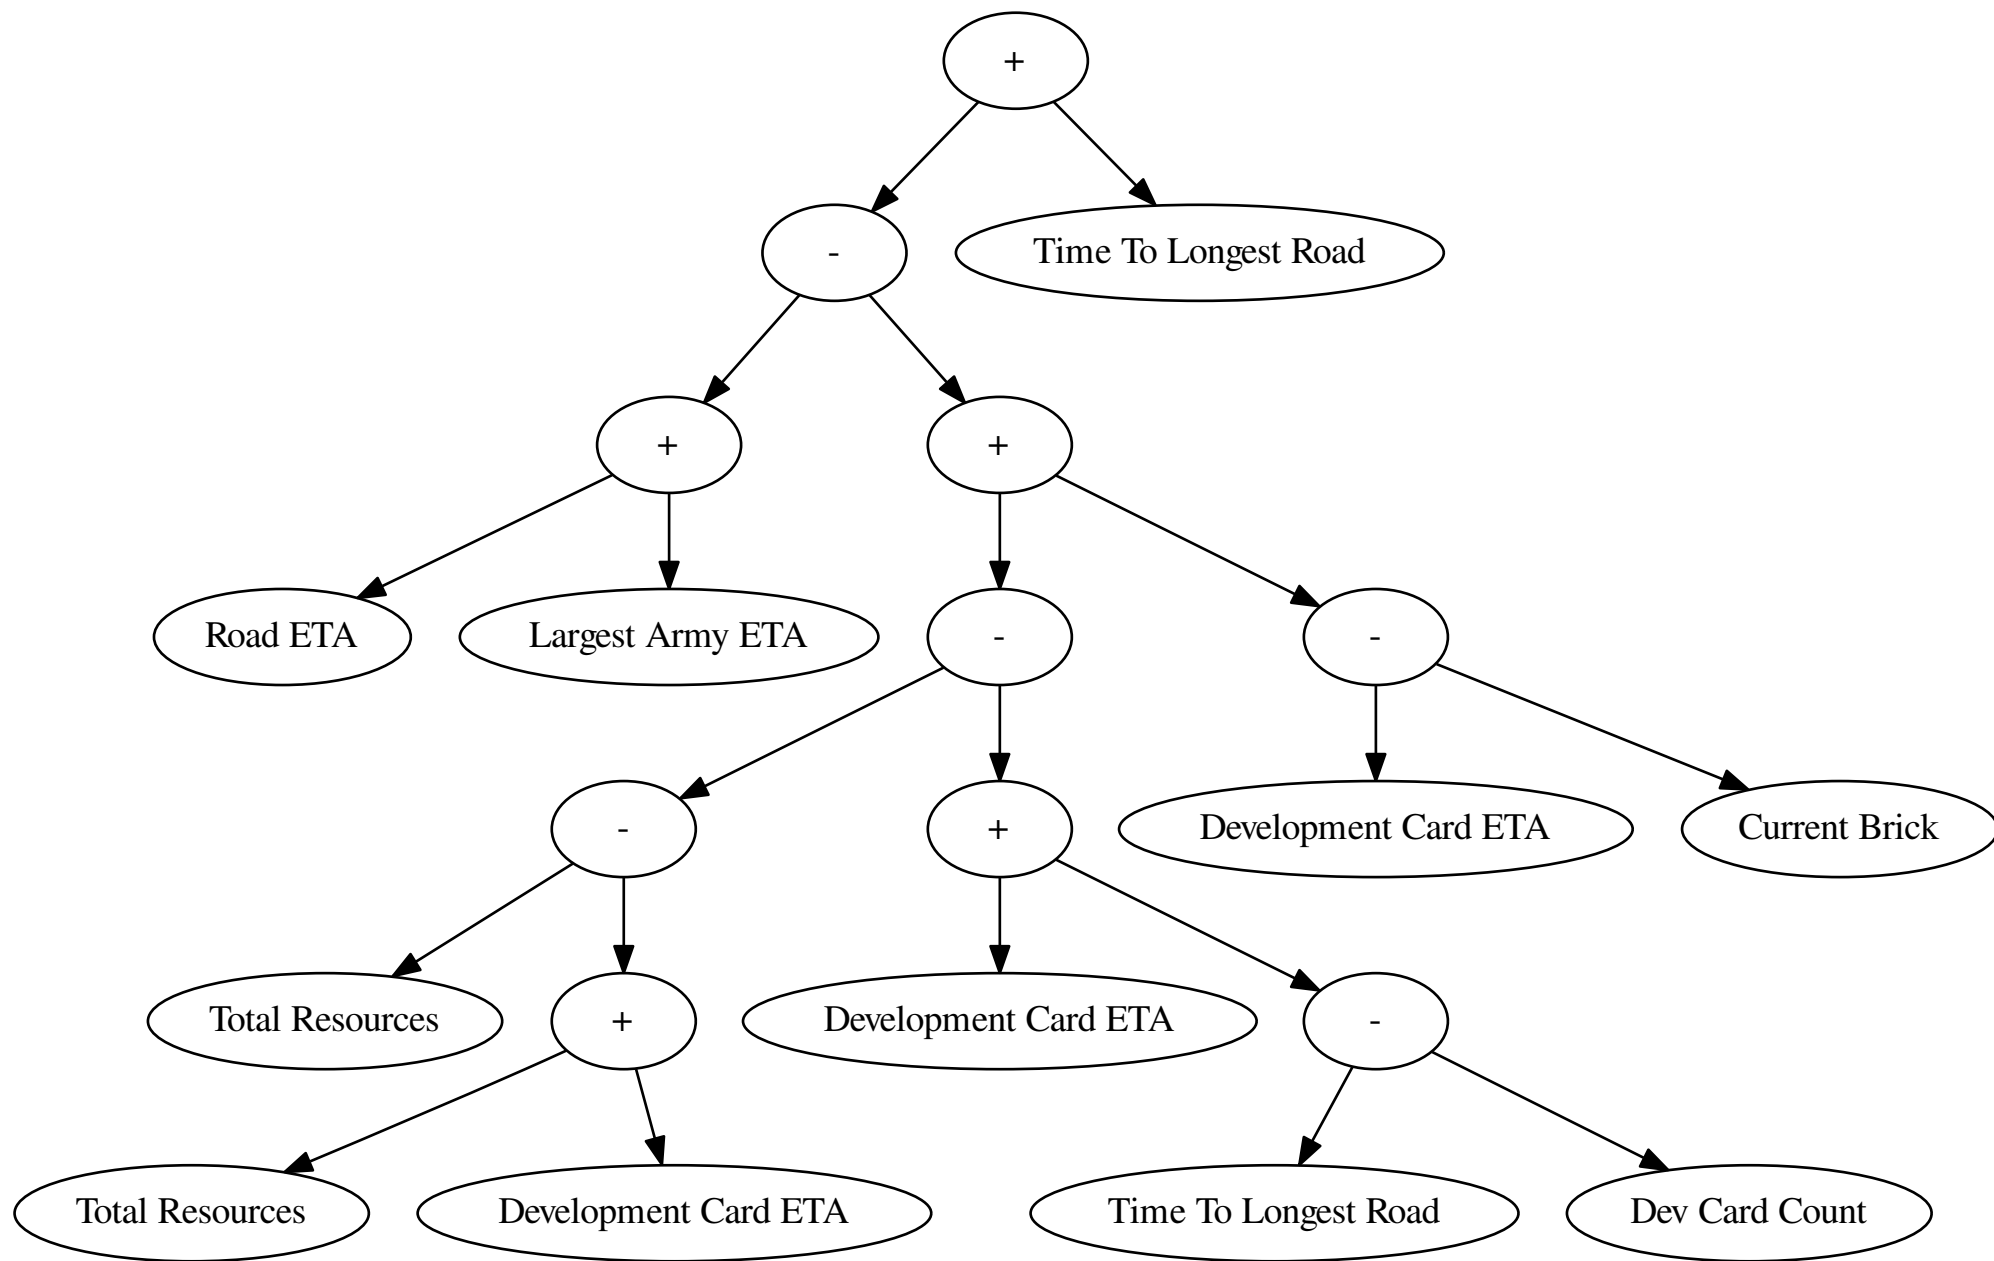 +
-
Time To Longest Road
+
+
Road ETA
Largest Army ETA
-
-
-
+
Development Card ETA
Current Brick
Total Resources
+
Development Card ETA
-
Total Resources
Development Card ETA
Time To Longest Road
Dev Card Count